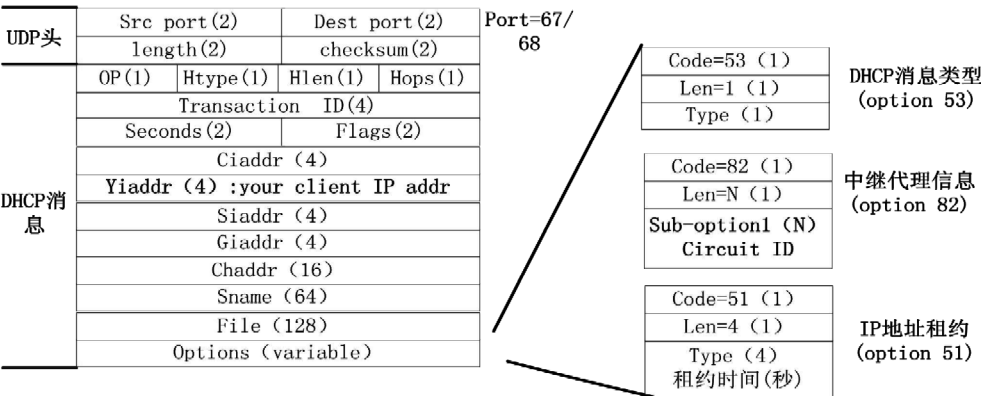 UDP头
Src port(2) Dest port(2)
length(2) checksum(2)
Port=67/
68
DHCP消
息
OP(1) Htype(1) Hlen(1) Hops(1)
Transaction ID(4)
Seconds(2) Flags(2)
Ciaddr (4)
Yiaddr (4) :your client IP addr
Siaddr (4)
Giaddr (4)
Chaddr (16)
Sname (64)
File (128)
Options (variable)
Code=53 (1)
Len=1 (1)
Type (1)
DHCP消息类型
(option 53)
Code=82 (1)
Len=N (1)
Sub-option1 (N)
Circuit ID
中继代理信息
(option 82)
Code=51 (1)
Len=4 (1)
Type (4)
租约时间(秒)
IP地址租约
(option 51)